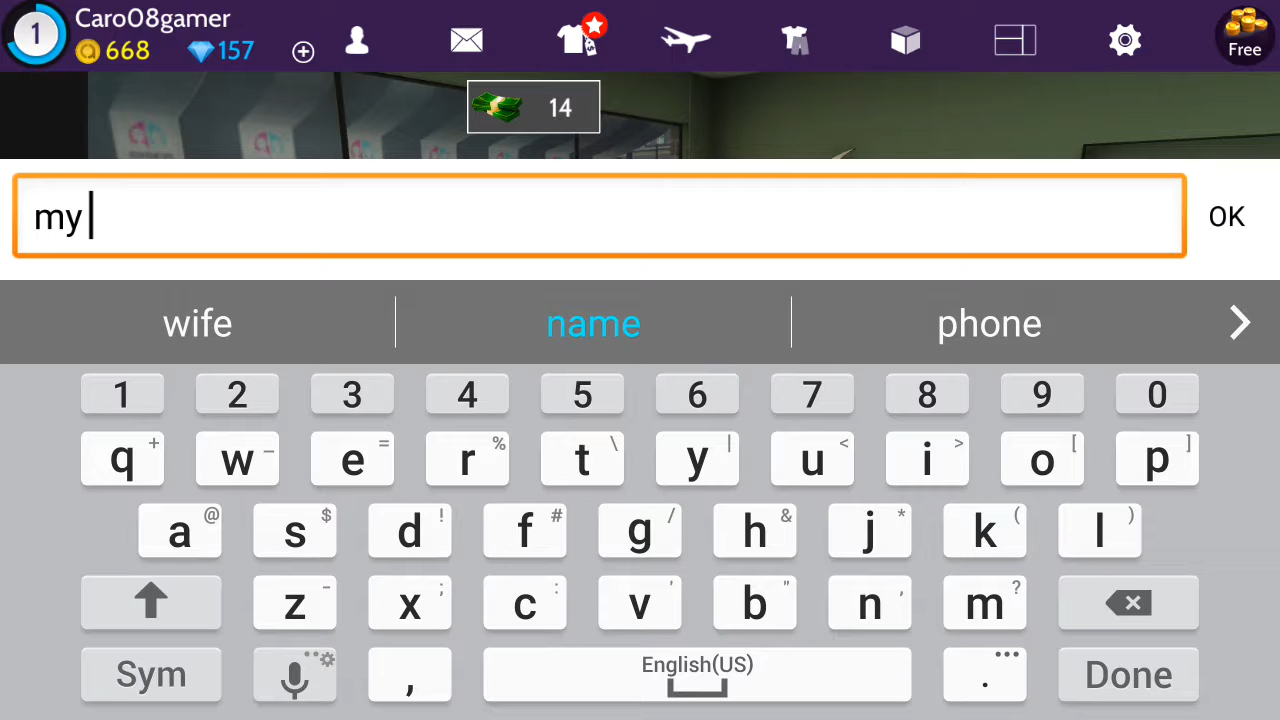 1 Caro08gamer
668 157 Free
14
my OK
wife name phone
1 2 3 4 5 6 7 8 9 0
q + w _ e = r % t \ y | u < i > o [ p ]
a @ s $ d ! f # g / h & j * k ( l )
z - x ; c : v ' b " n , m ?
Sym , English(US) . Done